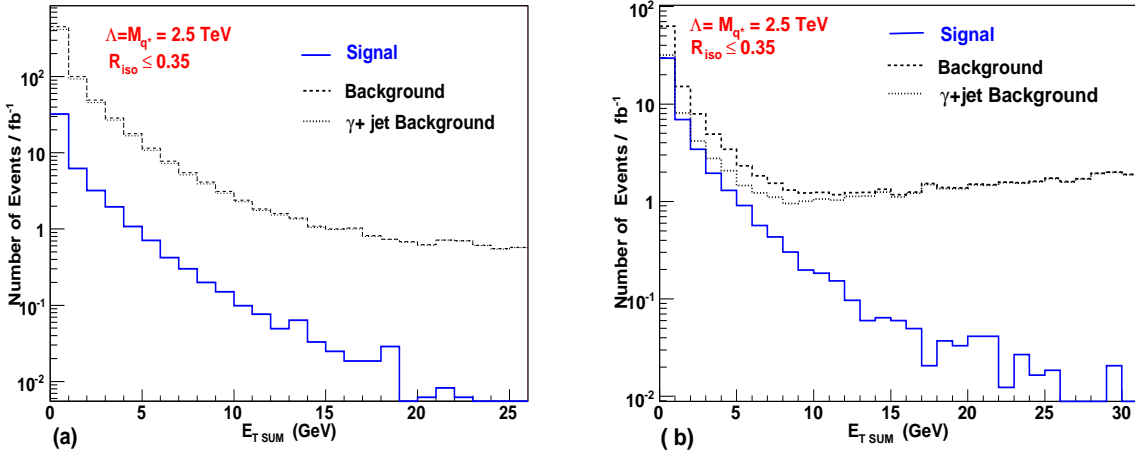 Λ=M_q* = 2.5 TeV
R_iso ≤ 0.35
Signal
Background
γ+ jet Background
Number of Events / fb⁻¹
10²
10
1
10⁻¹
10⁻²
0 5 10 15 20 25
(a)
E_T SUM (GeV)
Λ= M_q* = 2.5 TeV
R_iso ≤ 0.35
Signal
Background
γ+jet Background
Number of Events / fb⁻¹
10²
10
1
10⁻¹
10⁻²
0 5 10 15 20 25 30
( b)
E_T SUM (GeV)